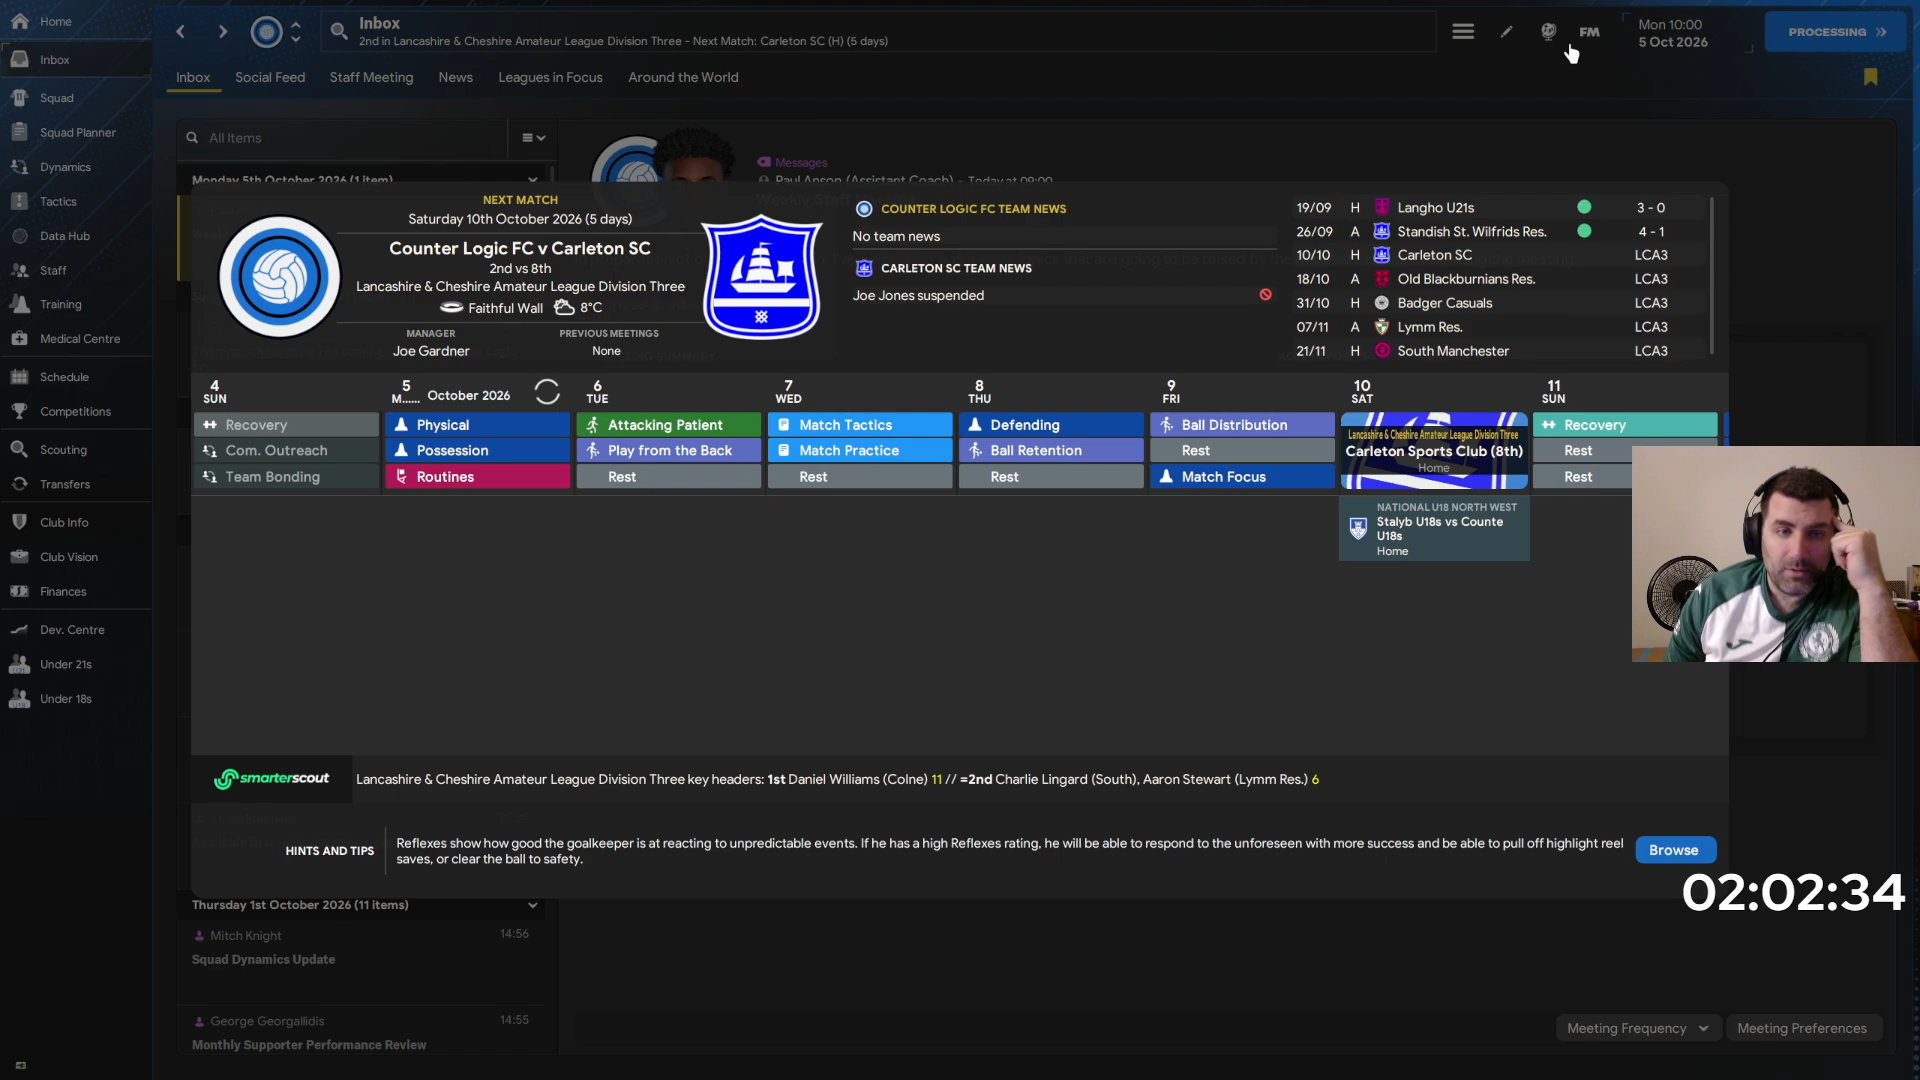 Home
Inbox
2nd in Lancashire & Cheshire Amateur League Division Three - Next Match: Carleton SC (H) (5 days)
FM
Mon 10:00
5 Oct 2026
PROCESSING
Inbox
Squad
Squad Planner
Dynamics
Tactics
Data Hub
Staff
Training
Medical Centre
Schedule
Competitions
Scouting
Transfers
Club Info
Club Vision
Finances
Dev. Centre
Under 21s
Under 18s
Inbox Social Feed Staff Meeting News Leagues in Focus Around the World
All Items
Monday 5th October 2026 (1 item)
Messages
Paul Anson (Assistant Coach) - Today at 09:00
NEXT MATCH
Saturday 10th October 2026 (5 days)
Counter Logic FC v Carleton SC
2nd vs 8th
Lancashire & Cheshire Amateur League Division Three
Faithful Wall 8°C
MANAGER
Joe Gardner
PREVIOUS MEETINGS
None
COUNTER LOGIC FC TEAM NEWS
No team news
CARLETON SC TEAM NEWS
Joe Jones suspended
19/09 H Langho U21s 3 - 0
26/09 A Standish St. Wilfrids Res. 4 - 1
10/10 H Carleton SC LCA3
18/10 A Old Blackburnians Res. LCA3
31/10 H Badger Casuals LCA3
07/11 A Lymm Res. LCA3
21/11 H South Manchester LCA3
4 SUN
Recovery
Com. Outreach
Team Bonding
5 M...... October 2026
Physical
Possession
Routines
6 TUE
Attacking Patient
Play from the Back
Rest
7 WED
Match Tactics
Match Practice
Rest
8 THU
Defending
Ball Retention
Rest
9 FRI
Ball Distribution
Rest
Match Focus
10 SAT
Lancashire & Cheshire Amateur League Division Three
Carleton Sports Club (8th)
Home
NATIONAL U18 NORTH WEST
Stalyb U18s vs Counte
U18s
Home
11 SUN
Recovery
Rest
Rest
smarterscout
Lancashire & Cheshire Amateur League Division Three key headers: 1st Daniel Williams (Colne) 11 // =2nd Charlie Lingard (South), Aaron Stewart (Lymm Res.) 6
HINTS AND TIPS
Reflexes show how good the goalkeeper is at reacting to unpredictable events. If he has a high Reflexes rating, he will be able to respond to the unforeseen with more success and be able to pull off highlight reel
saves, or clear the ball to safety.
Browse
02:02:34
Thursday 1st October 2026 (11 items)
Mitch Knight 14:56
Squad Dynamics Update
George Georgallidis 14:55
Monthly Supporter Performance Review
Meeting Frequency
Meeting Preferences